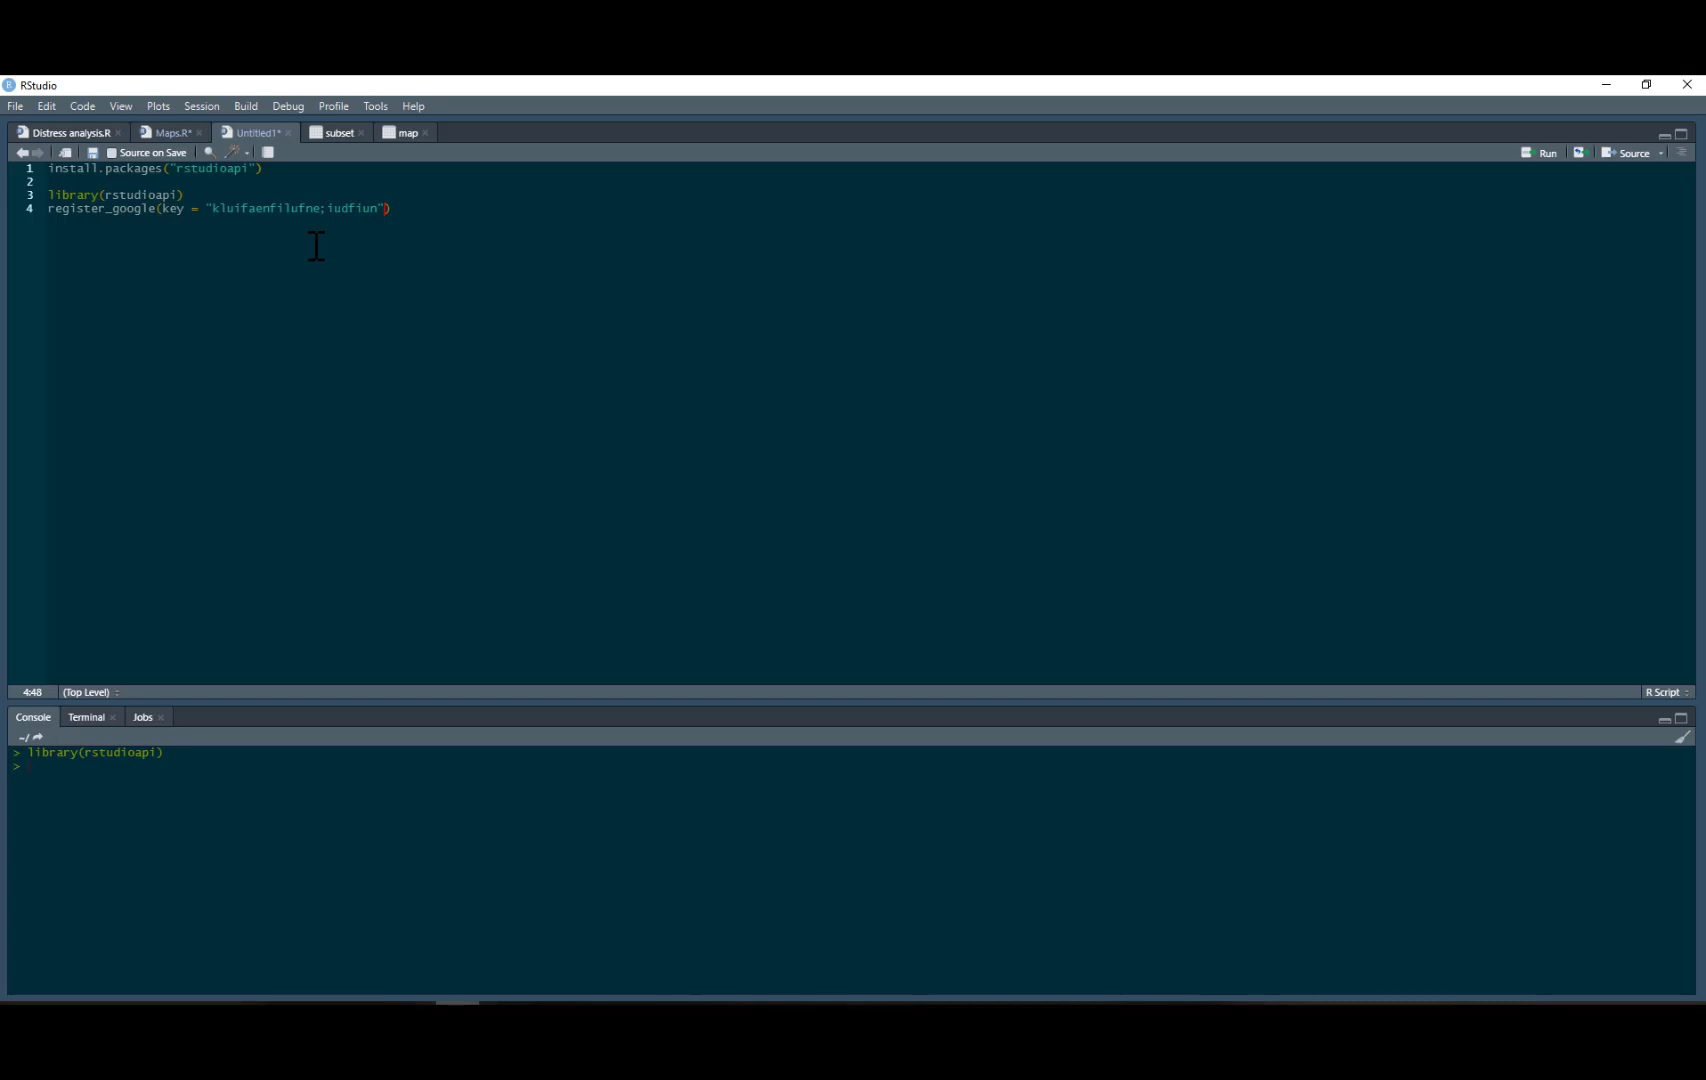 RStudio
File Edit Code View Plots Session Build Debug Profile Tools Help
Distress analysis.R Maps.R* Untitled1* subset map
Source on Save Run Source
1 install.packages("rstudioapi")
2
3 library(rstudioapi)
4 register_google(key = "kluifaenfilufne;iudfiun")
4:48 (Top Level) R Script
Console Terminal Jobs
~/
> library(rstudioapi)
>